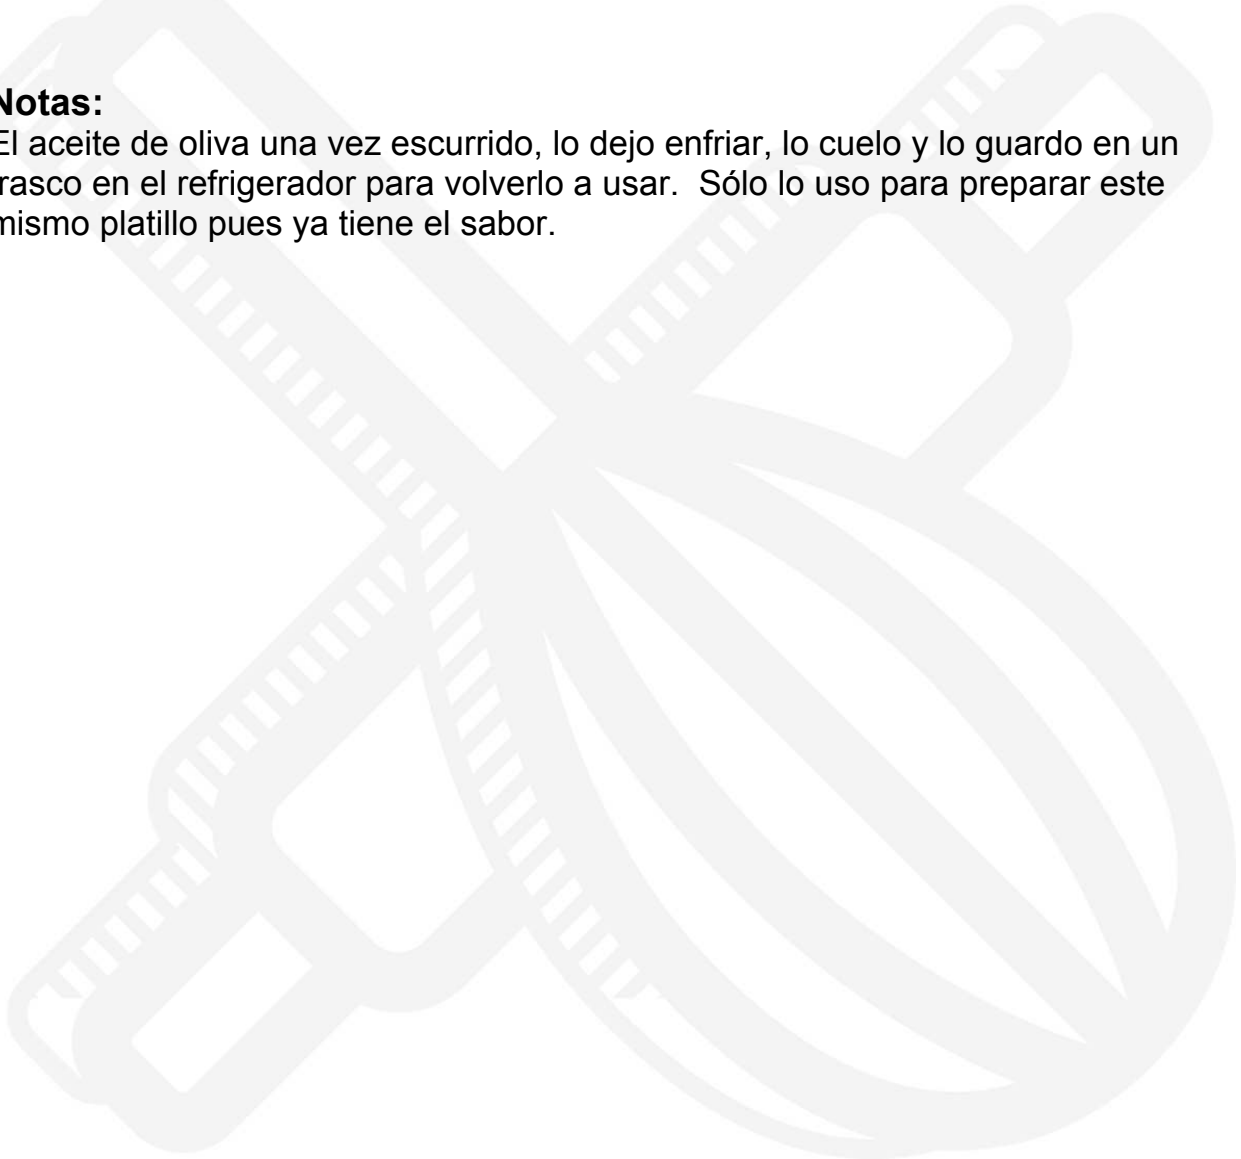 Notas:
El aceite de oliva una vez escurrido, lo dejo enfriar, lo cuelo y lo guardo en un
frasco en el refrigerador para volverlo a usar.  Sólo lo uso para preparar este
mismo platillo pues ya tiene el sabor.